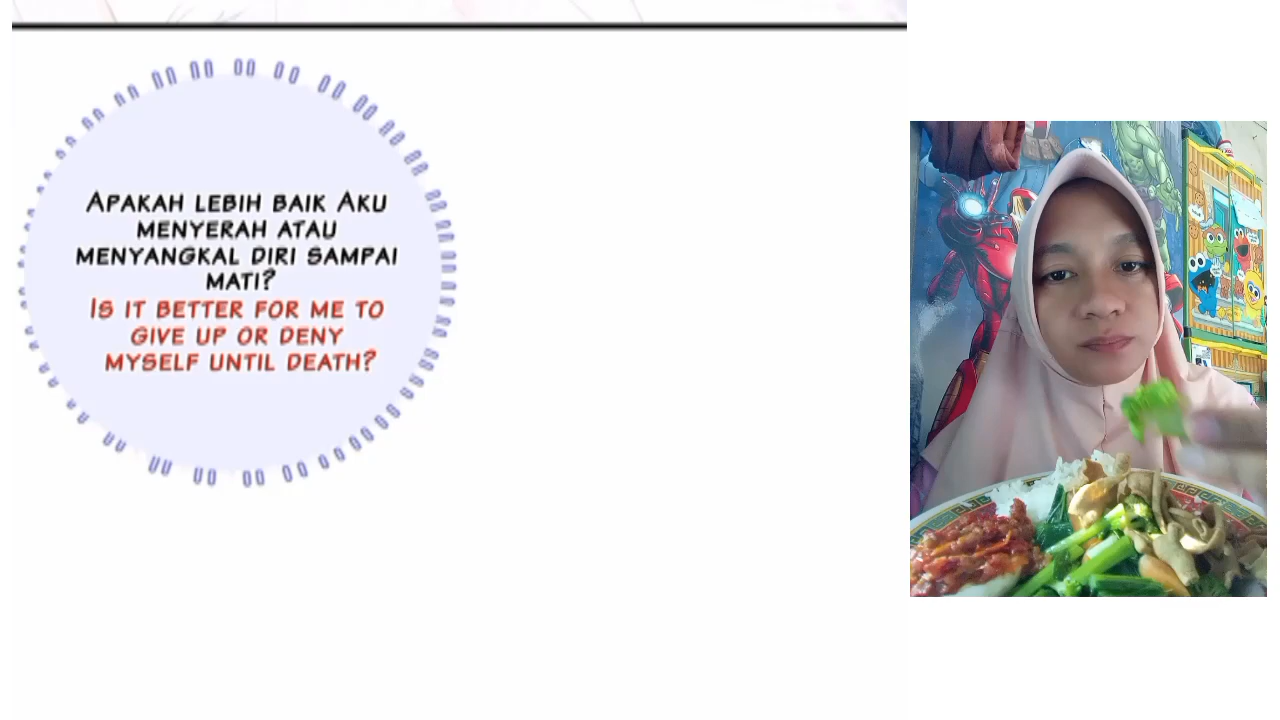 APAKAH LEBIH BAIK AKU
MENYERAH ATAU
MENYANGKAL DIRI SAMPAI
MATI?
IS IT BETTER FOR ME TO
GIVE UP OR DENY
MYSELF UNTIL DEATH?